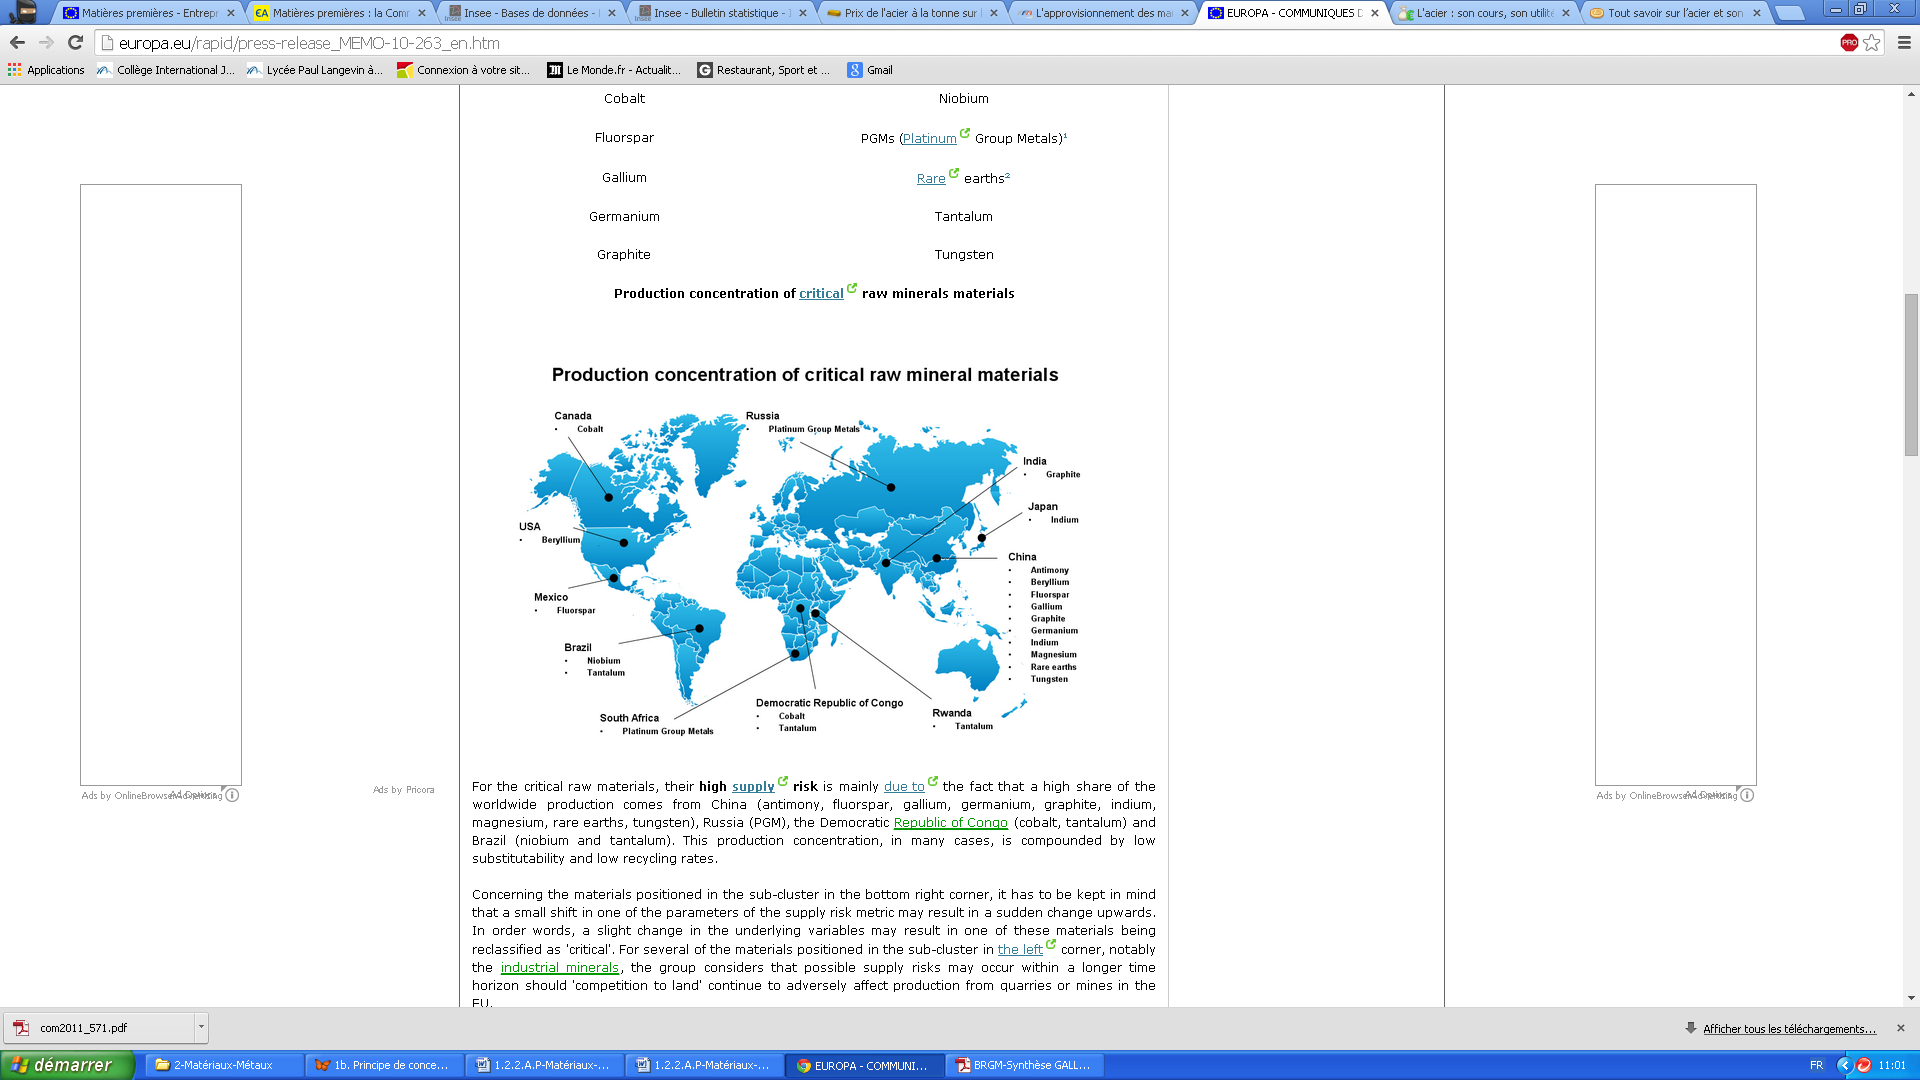 Matières premières - Entrepr
Matières premières : la Comr
Insee - Bases de données -
Insee - Bulletin statistique -
Prix de l'acier à la tonne sur
L'approvisionnement des ma
EUROPA - COMMUNIQUES D
L'acier : son cours, son utilité
Tout savoir sur l'acier et son
europa.eu/rapid/press-release_MEMO-10-263_en.htm
PRO
Applications
Collège International J...
Lycée Paul Langevin à...
Connexion à votre sit...
Le Monde.fr - Actualit...
Restaurant, Sport et ...
Gmail
Cobalt Niobium
Fluorspar PGMs (Platinum Group Metals)¹
Gallium Rare earths²
Germanium Tantalum
Graphite Tungsten
Production concentration of critical raw minerals materials
Production concentration of critical raw mineral materials
Canada
• Cobalt
Russia
• Platinum Group Metals
India
• Graphite
Japan
• Indium
USA
• Beryllium
China
• Antimony
• Beryllium
• Fluorspar
• Gallium
• Graphite
• Germanium
• Indium
• Magnesium
• Rare earths
• Tungsten
Mexico
• Fluorspar
Brazil
• Niobium
• Tantalum
South Africa
• Platinum Group Metals
Democratic Republic of Congo
• Cobalt
• Tantalum
Rwanda
• Tantalum
For the critical raw materials, their high supply risk is mainly due to the fact that a high share of the
worldwide production comes from China (antimony, fluorspar, gallium, germanium, graphite, indium,
magnesium, rare earths, tungsten), Russia (PGM), the Democratic Republic of Congo (cobalt, tantalum) and
Brazil (niobium and tantalum). This production concentration, in many cases, is compounded by low
substitutability and low recycling rates.
Concerning the materials positioned in the sub-cluster in the bottom right corner, it has to be kept in mind
that a small shift in one of the parameters of the supply risk metric may result in a sudden change upwards.
In order words, a slight change in the underlying variables may result in one of these materials being
reclassified as 'critical'. For several of the materials positioned in the sub-cluster in the left corner, notably
the industrial minerals, the group considers that possible supply risks may occur within a longer time
horizon should 'competition to land' continue to adversely affect production from quarries or mines in the
EU.
Ads by OnlineBrowserAdvertising Ad Options
Ads by Pricora
Ads by OnlineBrowserAdvertising Ad Options
com2011_571.pdf
Afficher tous les téléchargements...
démarrer
2-Matériaux-Métaux
1b. Principe de conce...
1.2.2.A.P-Matériaux-...
1.2.2.A.P-Matériaux-...
EUROPA - COMMUNI...
BRGM-Synthèse GALL...
FR
11:01